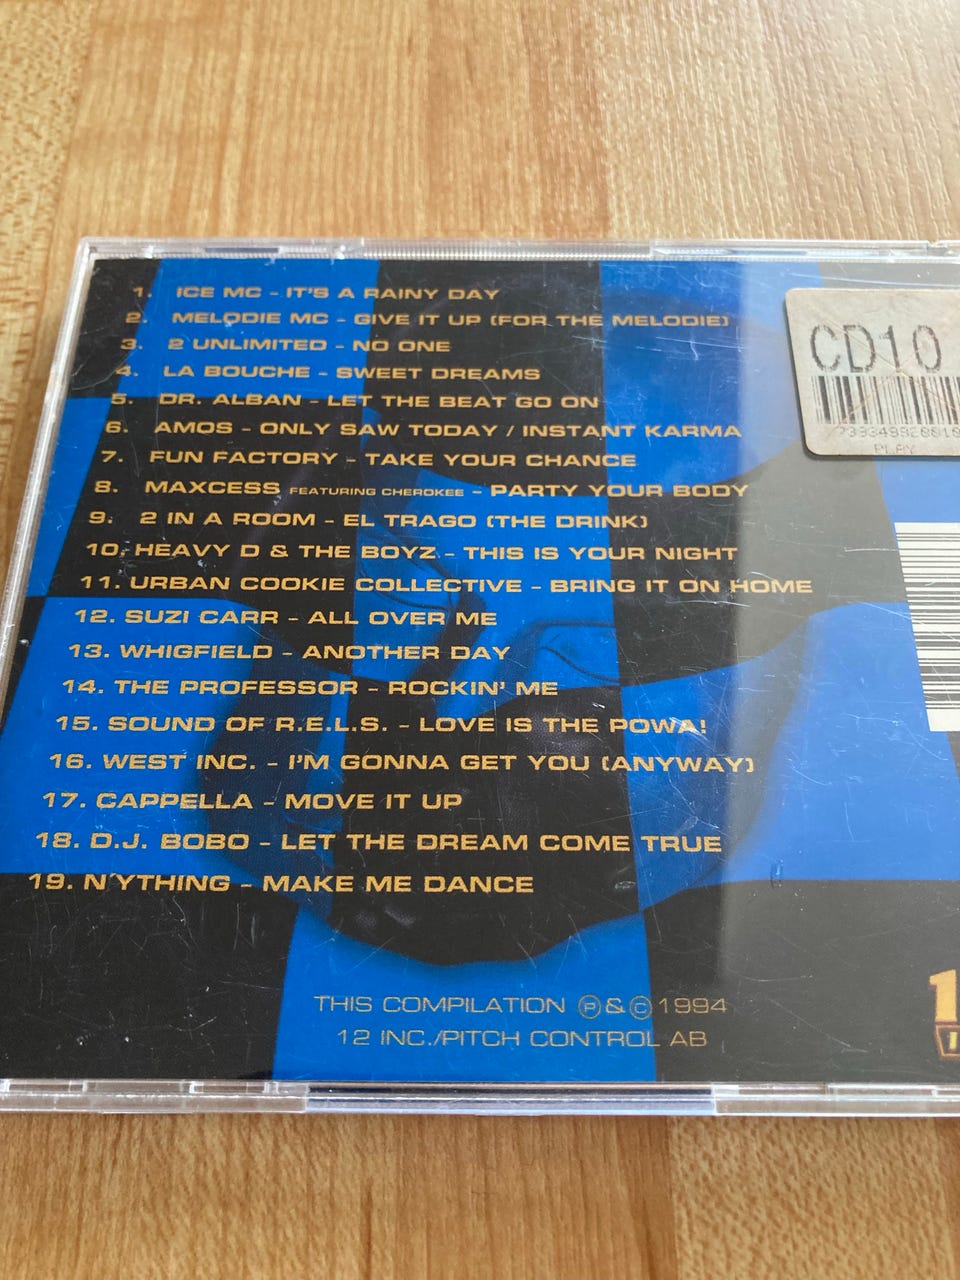 1. ICE MC - IT'S A RAINY DAY
2. MELODIE MC - GIVE IT UP (FOR THE MELODIE)
3. 2 UNLIMITED - NO ONE
4. LA BOUCHE - SWEET DREAMS
5. DR. ALBAN - LET THE BEAT GO ON
6. AMOS - ONLY SAW TODAY / INSTANT KARMA
7. FUN FACTORY - TAKE YOUR CHANCE
8. MAXCESS FEATURING CHEROKEE - PARTY YOUR BODY
9. 2 IN A ROOM - EL TRAGO (THE DRINK)
10. HEAVY D & THE BOYZ - THIS IS YOUR NIGHT
11. URBAN COOKIE COLLECTIVE - BRING IT ON HOME
12. SUZI CARR - ALL OVER ME
13. WHIGFIELD - ANOTHER DAY
14. THE PROFESSOR - ROCKIN' ME
15. SOUND OF R.E.L.S. - LOVE IS THE POWA!
16. WEST INC. - I'M GONNA GET YOU (ANYWAY)
17. CAPPELLA - MOVE IT UP
18. D.J. BOBO - LET THE DREAM COME TRUE
19. N'YTHING - MAKE ME DANCE
THIS COMPILATION Ⓟ&© 1994
12 INC./PITCH CONTROL AB
CD10
PLAY
1